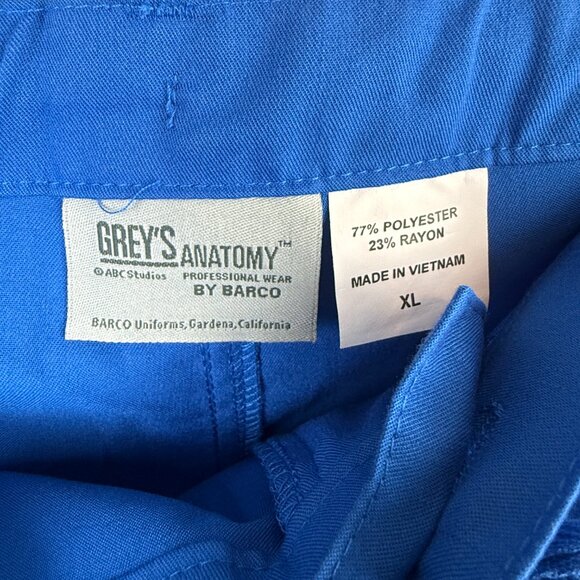 GREY'S ANATOMY™
© ABC Studios PROFESSIONAL WEAR
BY BARCO
BARCO Uniforms, Gardena, California
77% POLYESTER
23% RAYON
MADE IN VIETNAM
XL